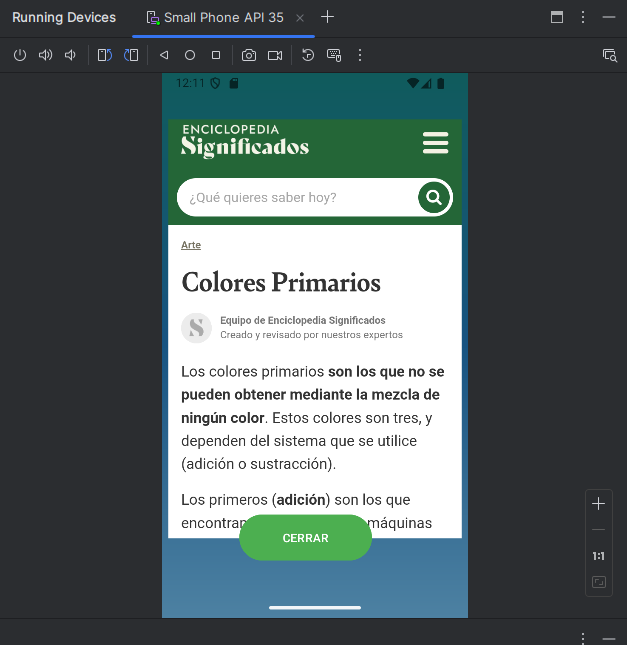 Running Devices
Small Phone API 35
12:11
ENCICLOPEDIA
Significados
¿Qué quieres saber hoy?
Arte
Colores Primarios
S
Equipo de Enciclopedia Significados
Creado y revisado por nuestros expertos
Los colores primarios son los que no se
pueden obtener mediante la mezcla de
ningún color. Estos colores son tres, y
dependen del sistema que se utilice
(adición o sustracción).
Los primeros (adición) son los que
máquinas
CERRAR
1:1